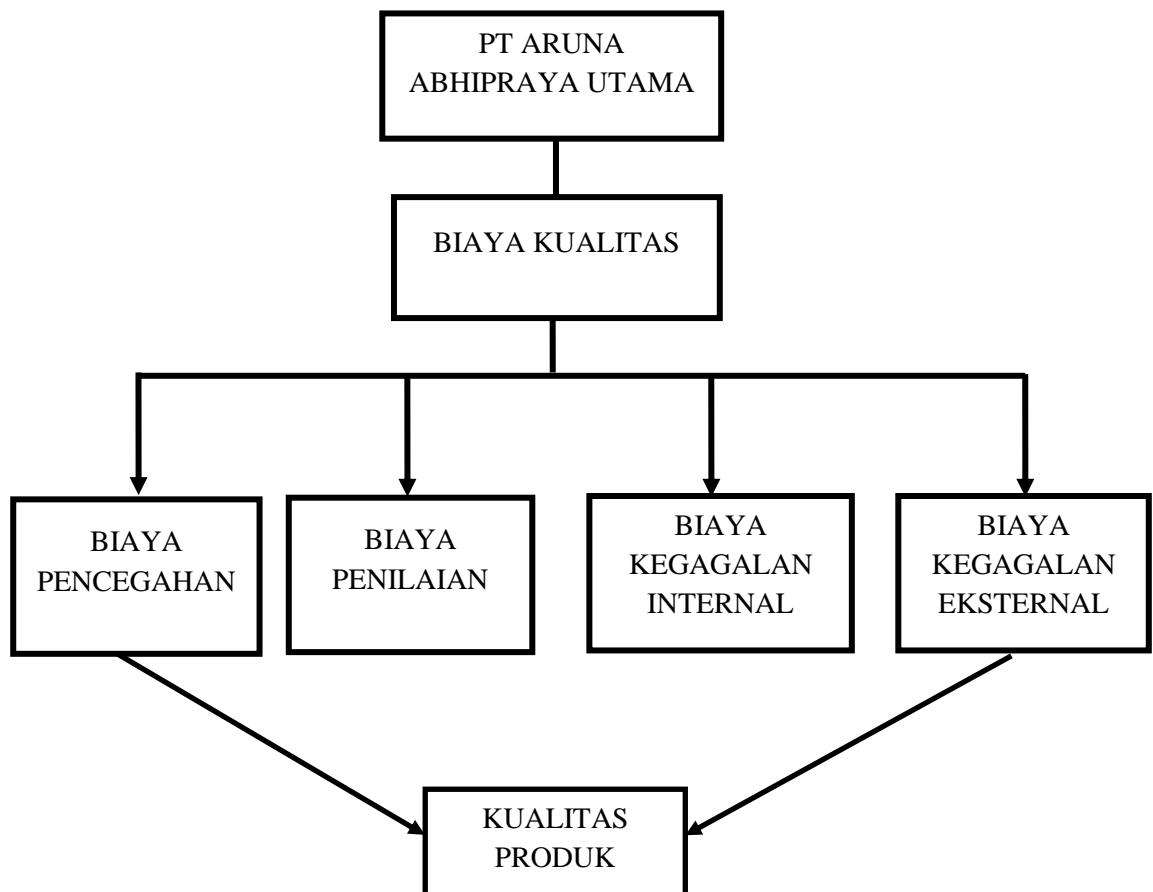 PT ARUNA
ABHIPRAYA UTAMA
BIAYA KUALITAS
BIAYA
PENCEGAHAN
BIAYA
PENILAIAN
BIAYA
KEGAGALAN
INTERNAL
BIAYA
KEGAGALAN
EKSTERNAL
KUALITAS
PRODUK